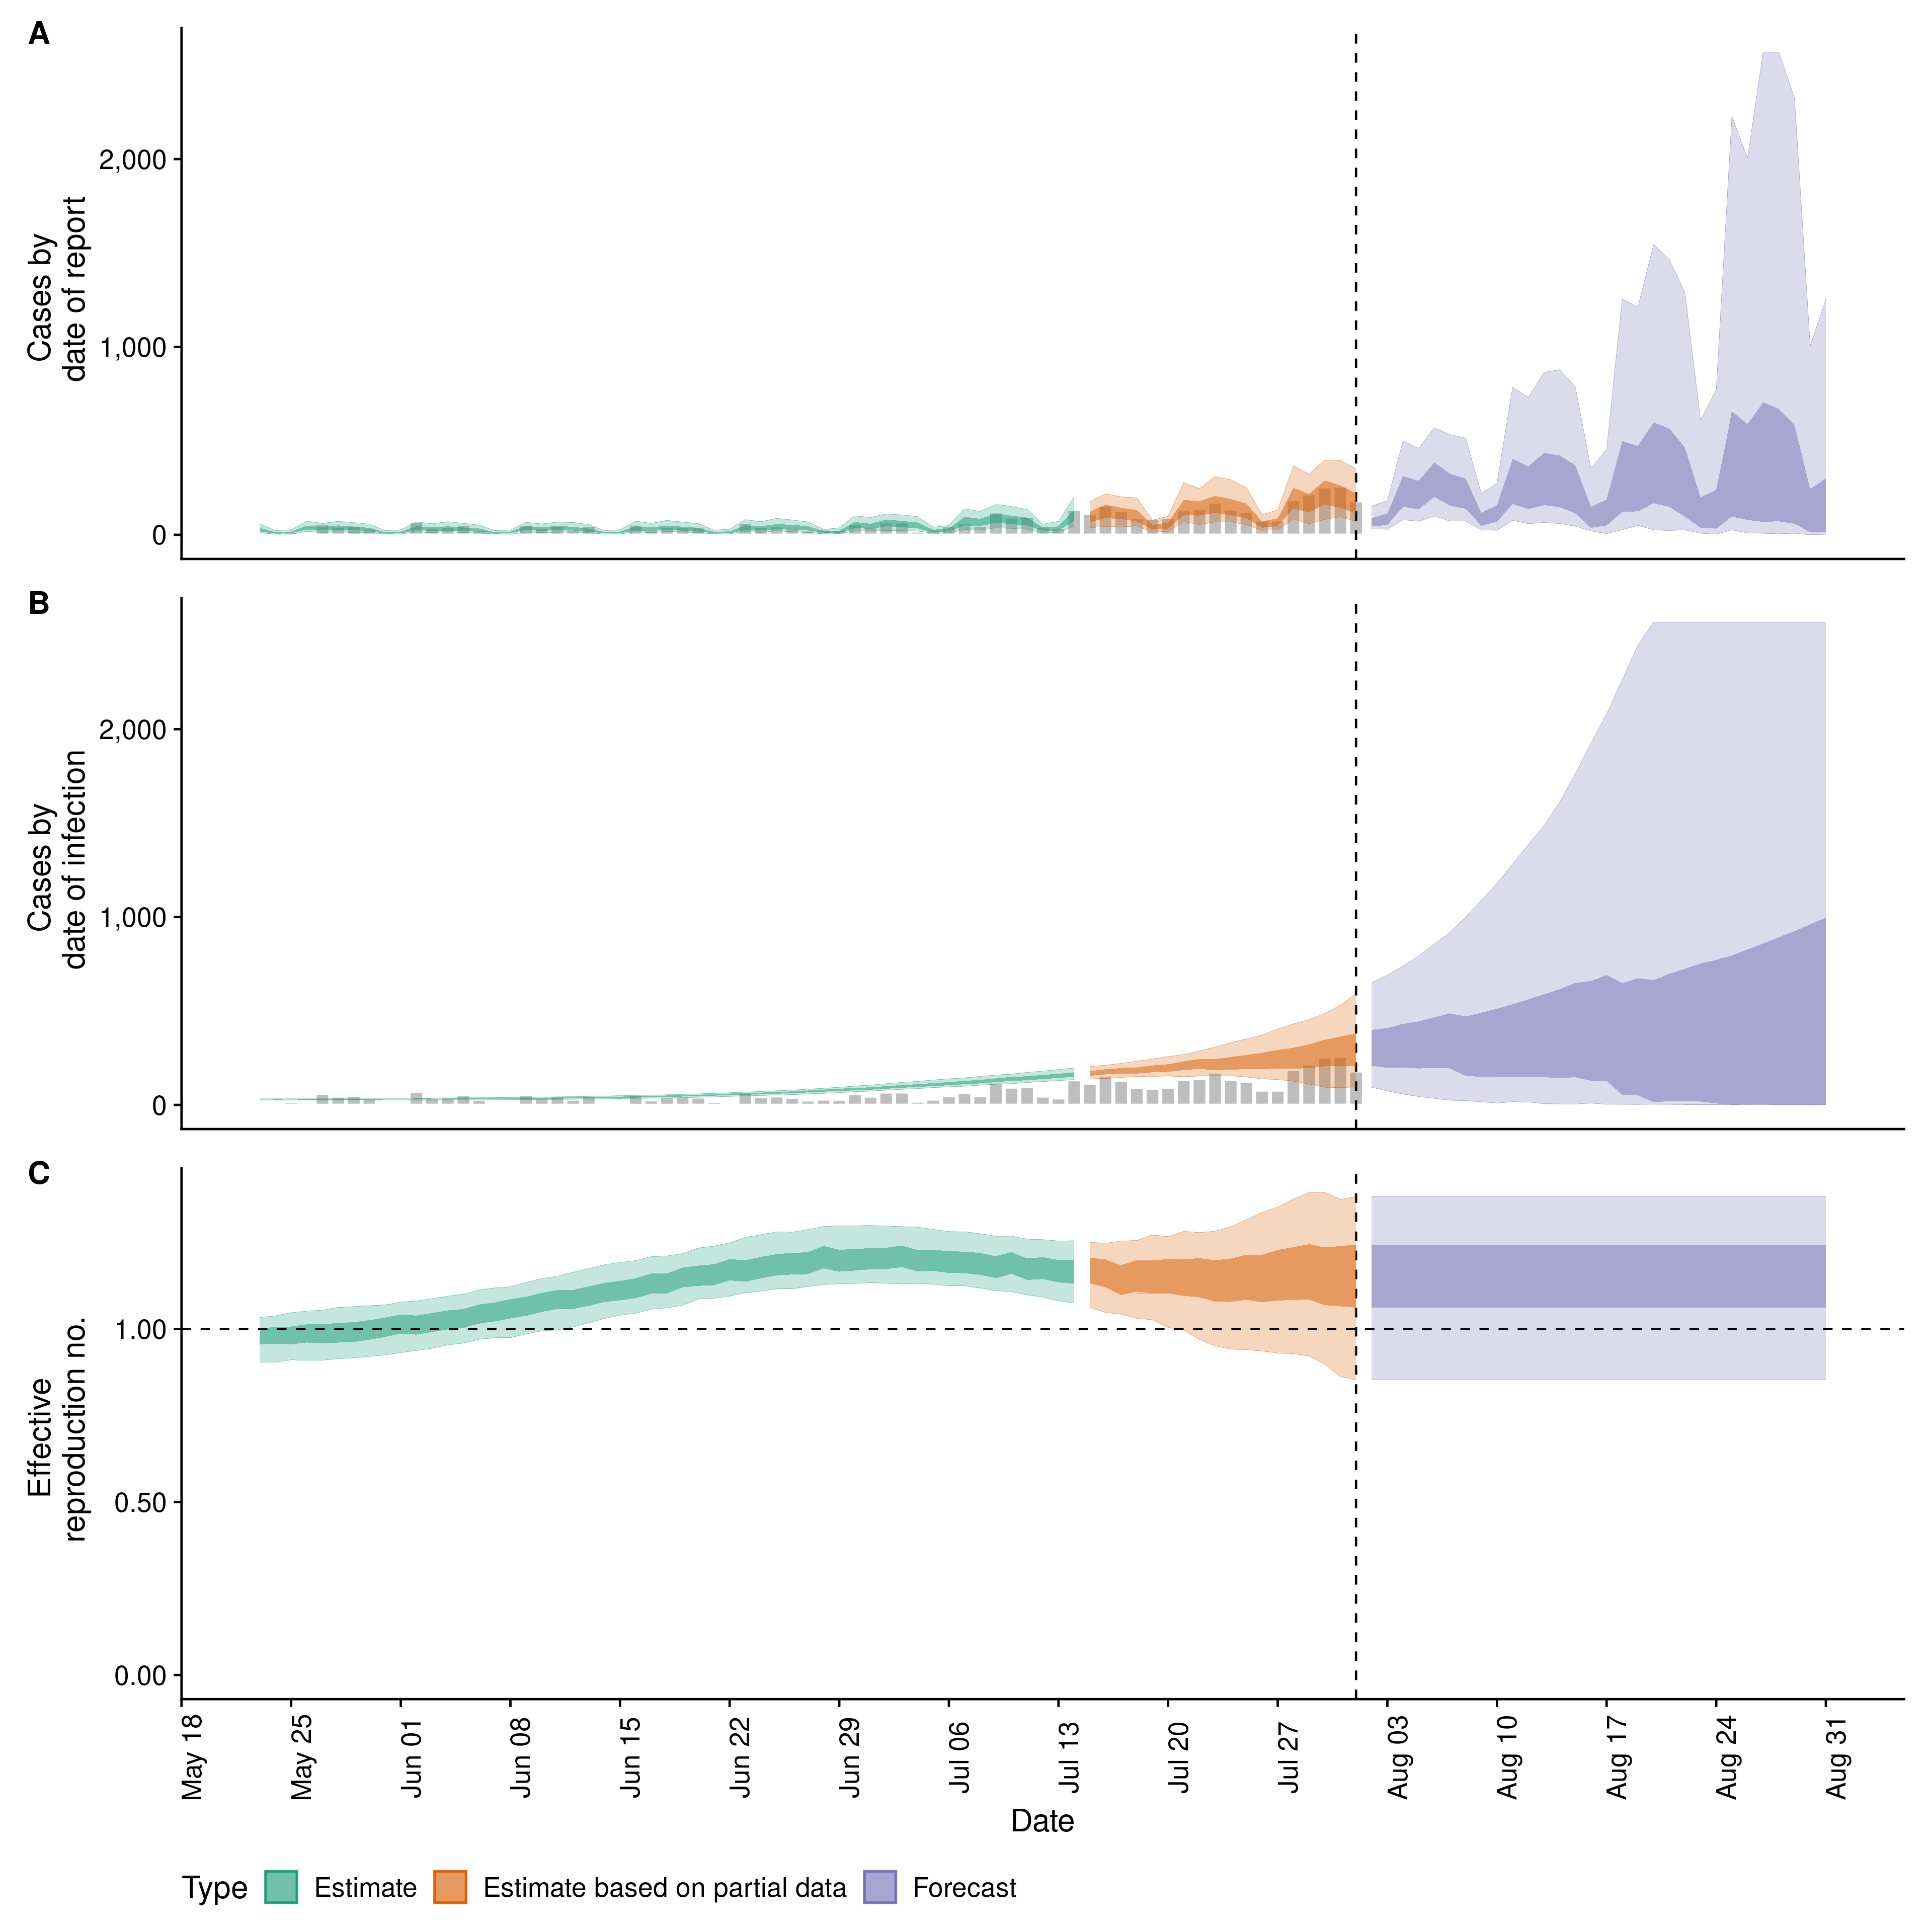 A
Cases by
date of report
2,000
1,000
0
B
Cases by
date of infection
2,000
1,000
0
C
Effective
reproduction no.
1.00
0.50
0.00
May 18
May 25
Jun 01
Jun 08
Jun 15
Jun 22
Jun 29
Jul 06
Jul 13
Jul 20
Jul 27
Aug 03
Aug 10
Aug 17
Aug 24
Aug 31
Date
Type Estimate Estimate based on partial data Forecast